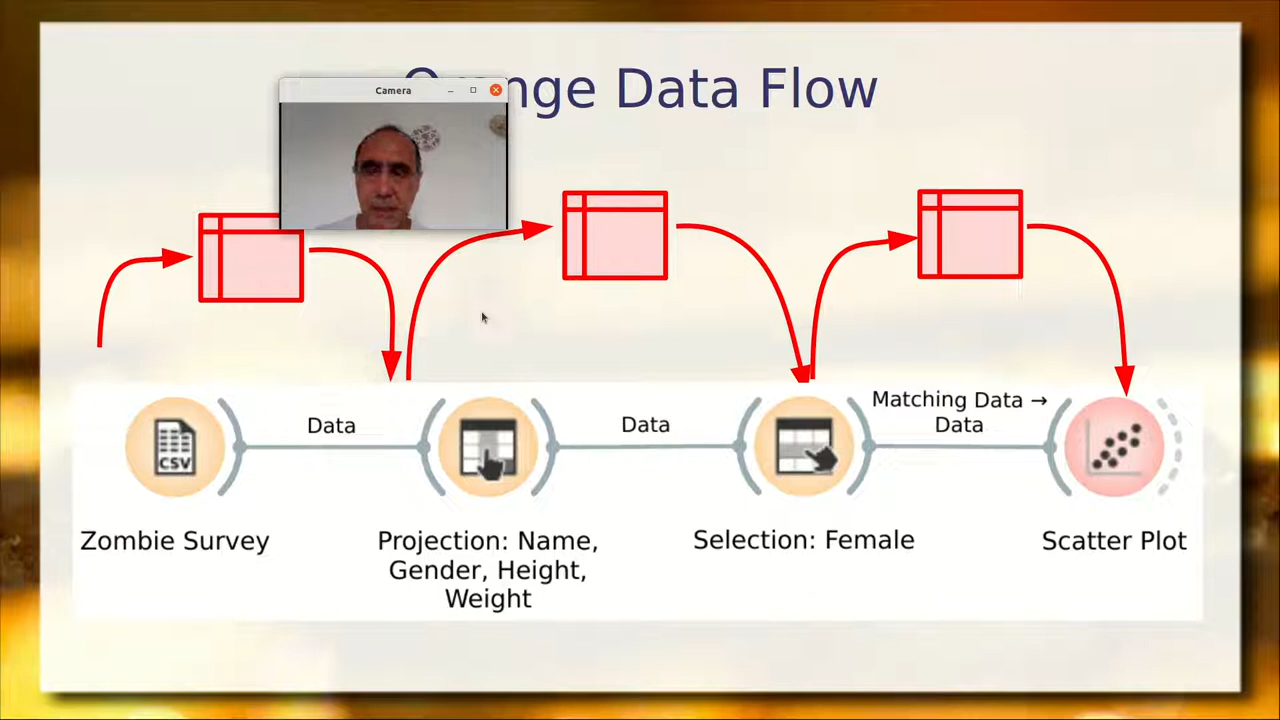 Camera
nge Data Flow
Matching Data →
Data
Data
Data
CSV
Zombie Survey
Projection: Name,
Gender, Height,
Weight
Selection: Female
Scatter Plot